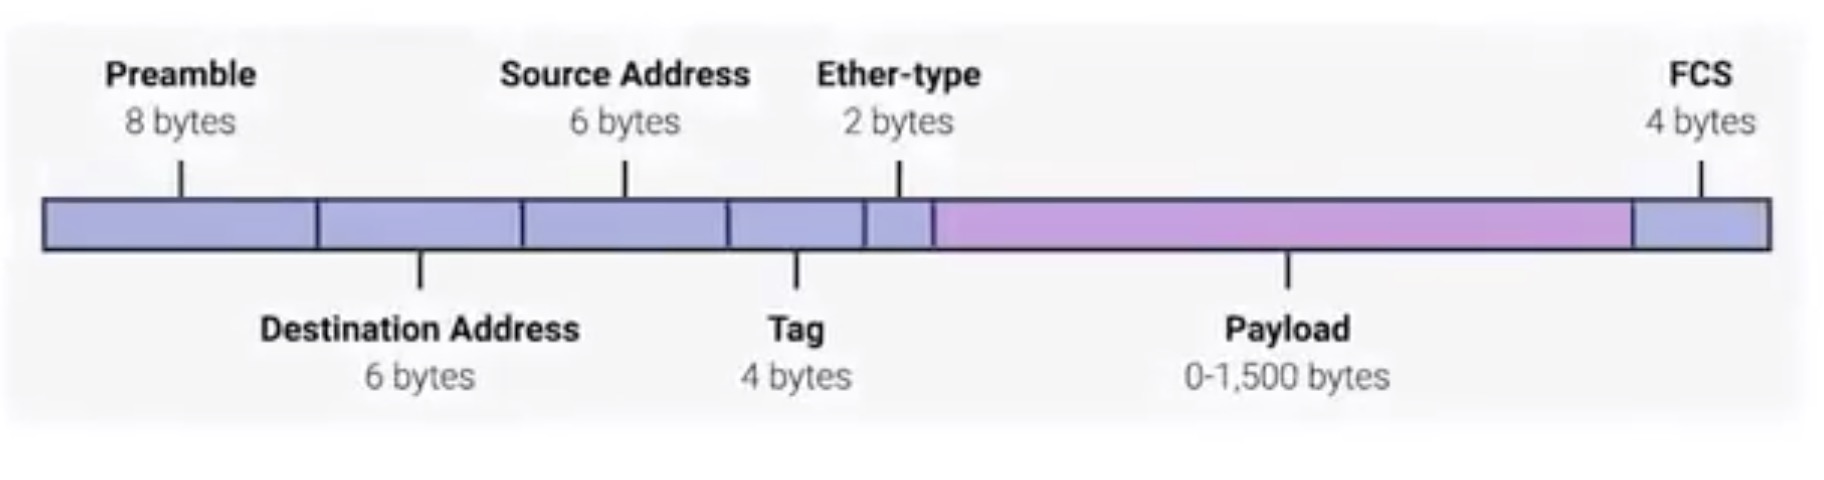 Preamble
8 bytes
Source Address
6 bytes
Ether-type
2 bytes
FCS
4 bytes
Destination Address
6 bytes
Tag
4 bytes
Payload
0-1,500 bytes